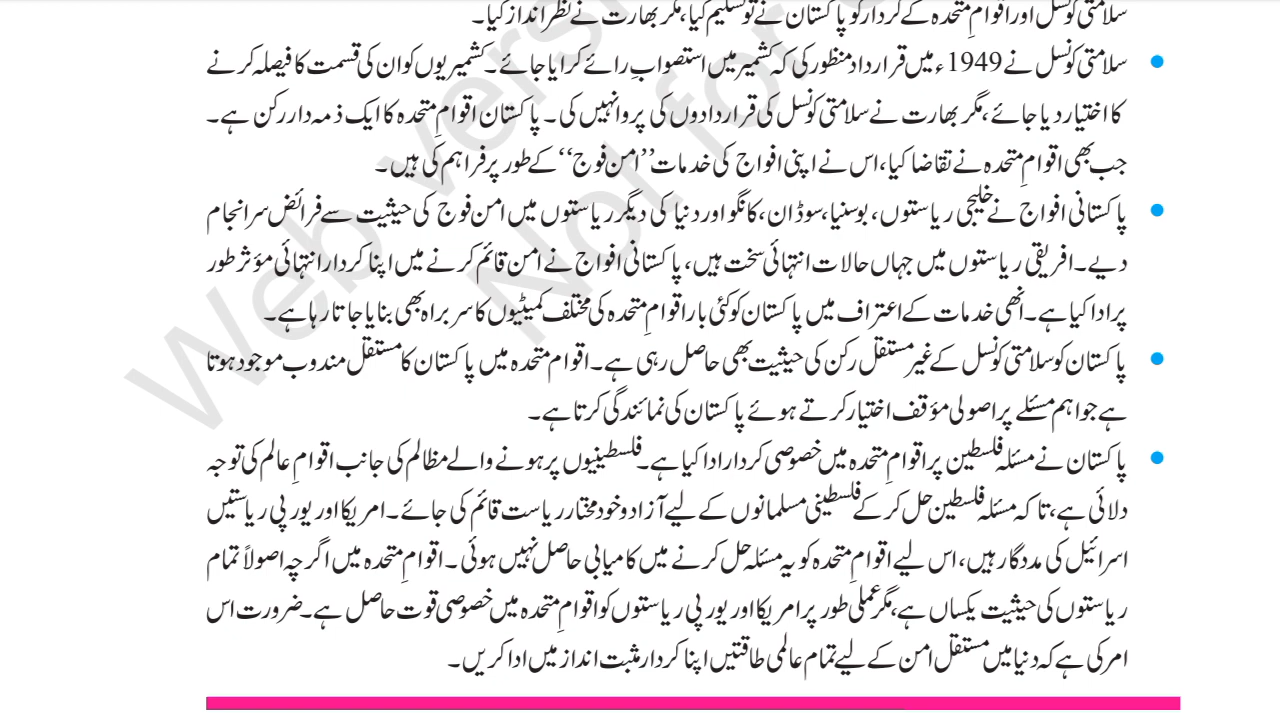 سلامتی کونسل اور اقوامِ متحدہ کے کردار کو پاکستان نے تو تسلیم کیا، مگر بھارت نے نظر انداز کیا۔
• سلامتی کونسل نے 1949ء میں قرارداد منظور کی کہ کشمیر میں استصوابِ رائے کرایا جائے۔ کشمیریوں کو ان کی قسمت کا فیصلہ کرنے
کا اختیار دیا جائے، مگر بھارت نے سلامتی کونسل کی قراردادوں کی پروا نہیں کی۔ پاکستان اقوامِ متحدہ کا ایک ذمہ دار رکن ہے۔
جب بھی اقوامِ متحدہ نے تقاضا کیا، اس نے اپنی افواج کی خدمات ”امن فوج“ کے طور پر فراہم کی ہیں۔
• پاکستانی افواج نے خلیجی ریاستوں، بوسنیا، سوڈان، کانگو اور دنیا کی دیگر ریاستوں میں امن فوج کی حیثیت سے فرائض سرانجام
دیے۔ افریقی ریاستوں میں جہاں حالات انتہائی سخت ہیں، پاکستانی افواج نے امن قائم کرنے میں اپنا کردار انتہائی مؤثر طور
پر ادا کیا ہے۔ انھی خدمات کے اعتراف میں پاکستان کو کئی بار اقوامِ متحدہ کی مختلف کمیٹیوں کا سربراہ بھی بنایا جاتا رہا ہے۔
• پاکستان کو سلامتی کونسل کے غیر مستقل رکن کی حیثیت بھی حاصل رہی ہے۔ اقوامِ متحدہ میں پاکستان کا مستقل مندوب موجود ہوتا
ہے جو اہم مسئلے پر اصولی مؤقف اختیار کرتے ہوئے پاکستان کی نمائندگی کرتا ہے۔
• پاکستان نے مسئلہ فلسطین پر اقوامِ متحدہ میں خصوصی کردار ادا کیا ہے۔ فلسطینیوں پر ہونے والے مظالم کی جانب اقوامِ عالم کی توجہ
دلائی ہے، تاکہ مسئلہ فلسطین حل کر کے فلسطینی مسلمانوں کے لیے آزاد و خود مختار ریاست قائم کی جائے۔ امریکا اور یورپی ریاستیں
اسرائیل کی مددگار ہیں، اس لیے اقوامِ متحدہ کو یہ مسئلہ حل کرنے میں کامیابی حاصل نہیں ہوئی۔ اقوامِ متحدہ میں اگرچہ اصولاً تمام
ریاستوں کی حیثیت یکساں ہے، مگر عملی طور پر امریکا اور یورپی ریاستوں کو اقوامِ متحدہ میں خصوصی قوت حاصل ہے۔ ضرورت اس
امر کی ہے کہ دنیا میں مستقل امن کے لیے تمام عالمی طاقتیں اپنا کردار مثبت انداز میں ادا کریں۔
Web vers
Not for